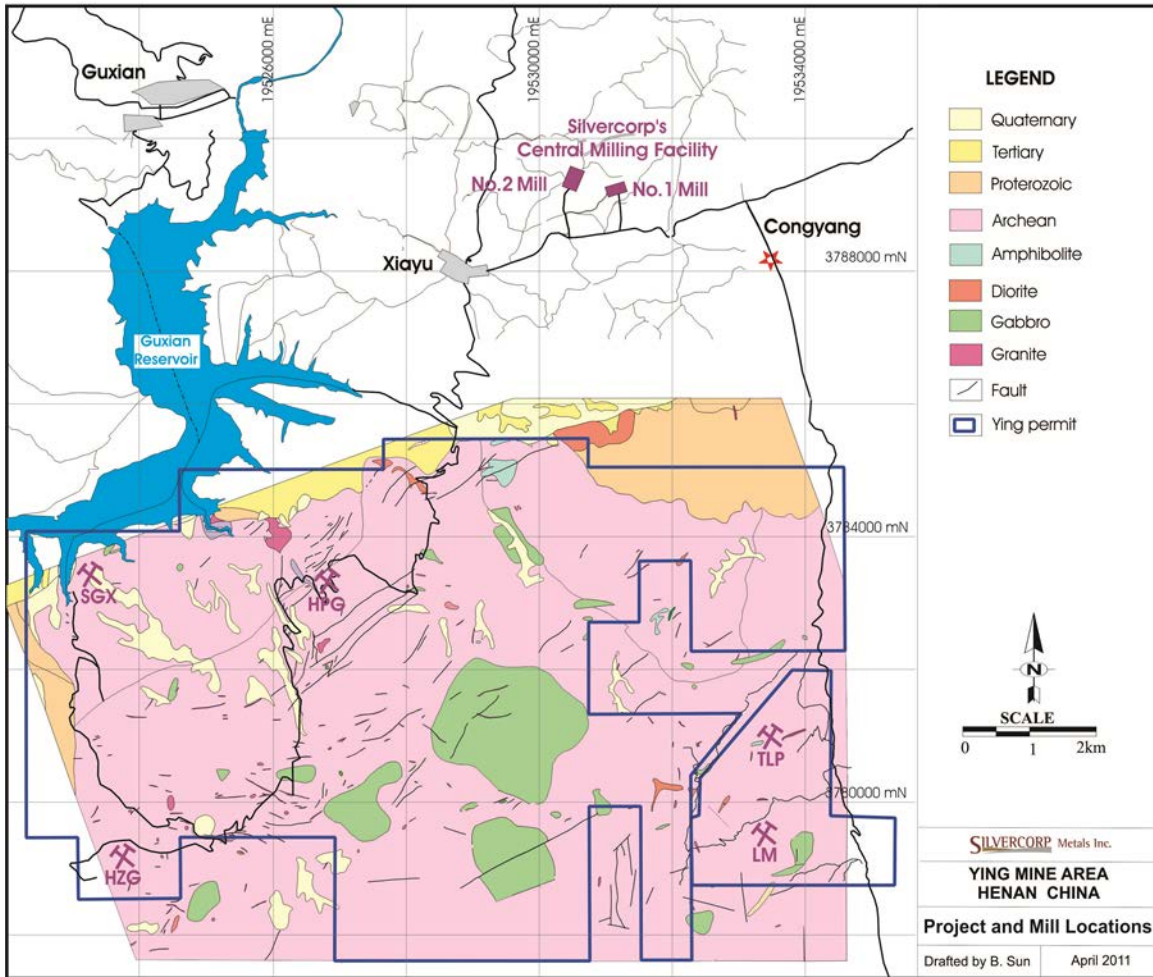 19526000 mE
19530000 mE
19534000 mE
Guxian
Silvercorp's
Central Milling Facility
No.2 Mill
No.1 Mill
Congyang
Xiayu
3788000 mN
Guxian
Reservoir
3784000 mN
SGX
HPG
TLP
3780000 mN
LM
HZG
LEGEND
Quaternary
Tertiary
Proterozoic
Archean
Amphibolite
Diorite
Gabbro
Granite
Fault
Ying permit
N
SCALE
0 1 2km
SILVERCORP Metals Inc.
YING MINE AREA
HENAN CHINA
Project and Mill Locations
Drafted by B. Sun April 2011